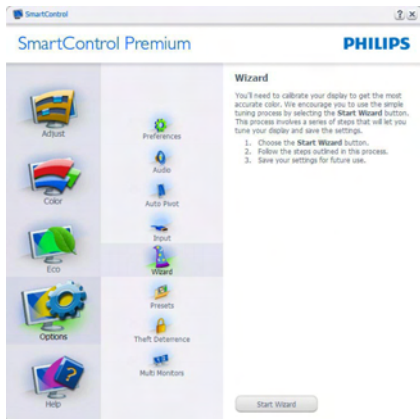 SmartControl
SmartControl Premium
PHILIPS
Adjust
Color
Eco
Options
Help
Preferences
Audio
Auto Pivot
Input
Wizard
Presets
Theft Deterrence
Multi Monitors
Wizard
You'll need to calibrate your display to get the most
accurate color. We encourage you to use the simple
tuning process by selecting the Start Wizard button.
This process involves a series of steps that will let you
tune your display and save the settings.
1. Choose the Start Wizard button.
2. Follow the steps outlined in this process.
3. Save your settings for future use.
Start Wizard